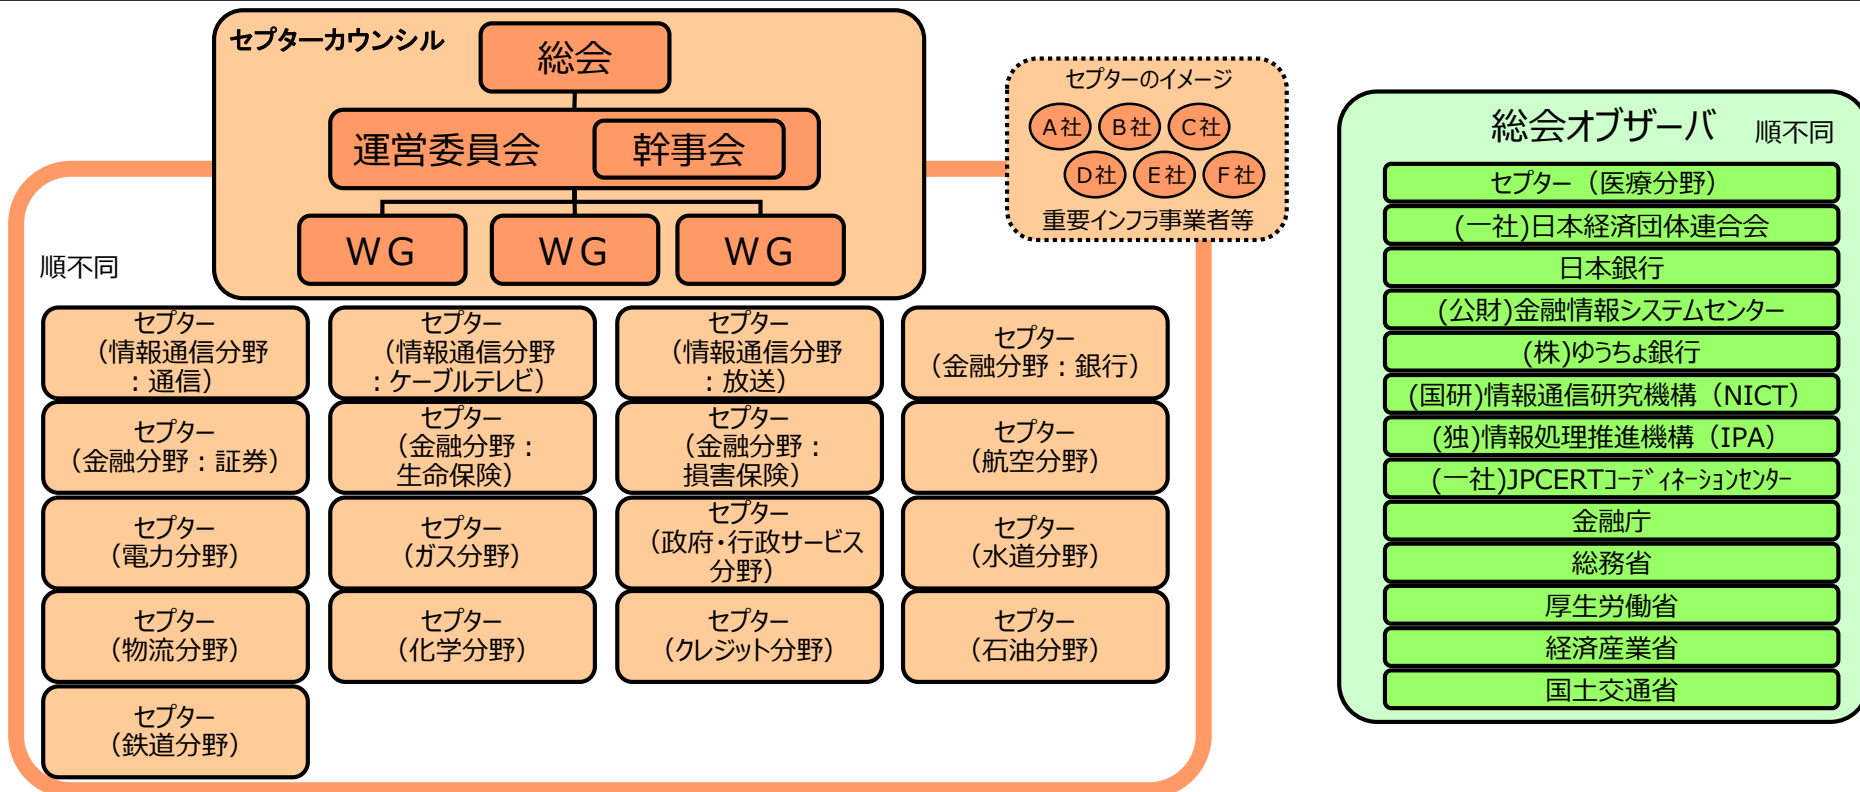 セプターカウンシル
総会
運営委員会
幹事会
WG
WG
WG
セプターのイメージ
A社
B社
C社
D社
E社
F社
重要インフラ事業者等
順不同
セプター
(情報通信分野
:通信)
セプター
(情報通信分野
:ケーブルテレビ)
セプター
(情報通信分野
:放送)
セプター
(金融分野:銀行)
セプター
(金融分野:証券)
セプター
(金融分野:
生命保険)
セプター
(金融分野:
損害保険)
セプター
(航空分野)
セプター
(電力分野)
セプター
(ガス分野)
セプター
(政府・行政サービス
分野)
セプター
(水道分野)
セプター
(物流分野)
セプター
(化学分野)
セプター
(クレジット分野)
セプター
(石油分野)
セプター
(鉄道分野)
総会オブザーバ 順不同
セプター(医療分野)
(一社)日本経済団体連合会
日本銀行
(公財)金融情報システムセンター
(株)ゆうちょ銀行
(国研)情報通信研究機構(NICT)
(独)情報処理推進機構(IPA)
(一社)JPCERTコーディネーションセンター
金融庁
総務省
厚生労働省
経済産業省
国土交通省